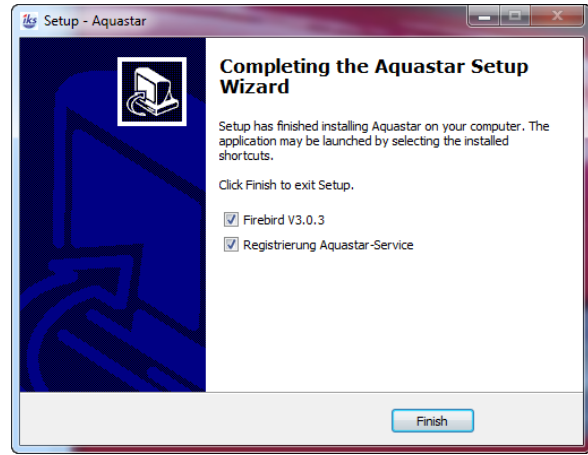 iks Setup - Aquastar
Completing the Aquastar Setup
Wizard
Setup has finished installing Aquastar on your computer. The
application may be launched by selecting the installed
shortcuts.
Click Finish to exit Setup.
Firebird V3.0.3
Registrierung Aquastar-Service
Finish